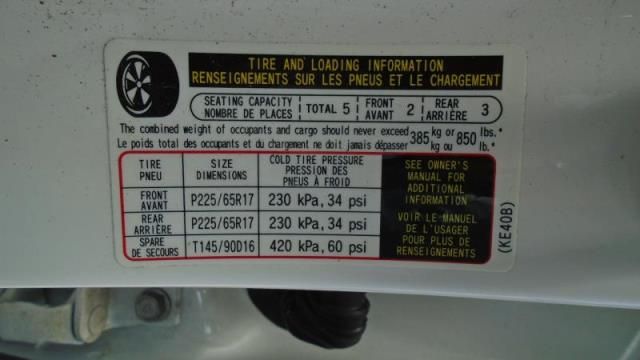 TIRE AND LOADING INFORMATION
RENSEIGNEMENTS SUR LES PNEUS ET LE CHARGEMENT
SEATING CAPACITY
NOMBRE DE PLACES
TOTAL 5
FRONT
AVANT
2
REAR
ARRIÈRE
3
The combined weight of occupants and cargo should never exceed 385 kg or 850 lbs.
Le poids total des occupants et du chargement ne doit jamais dépasser 385 kg ou 850 lb.
TIRE
PNEU
SIZE
DIMENSIONS
COLD TIRE PRESSURE
PRESSION DES
PNEUS À FROID
FRONT
AVANT
P225/65R17
230 kPa, 34 psi
REAR
ARRIÈRE
P225/65R17
230 kPa, 34 psi
SPARE
DE SECOURS
T145/90D16
420 kPa, 60 psi
SEE OWNER'S
MANUAL FOR
ADDITIONAL
INFORMATION
VOIR LE MANUEL
DE L'USAGER
POUR PLUS DE
RENSEIGNEMENTS
(KE40B)